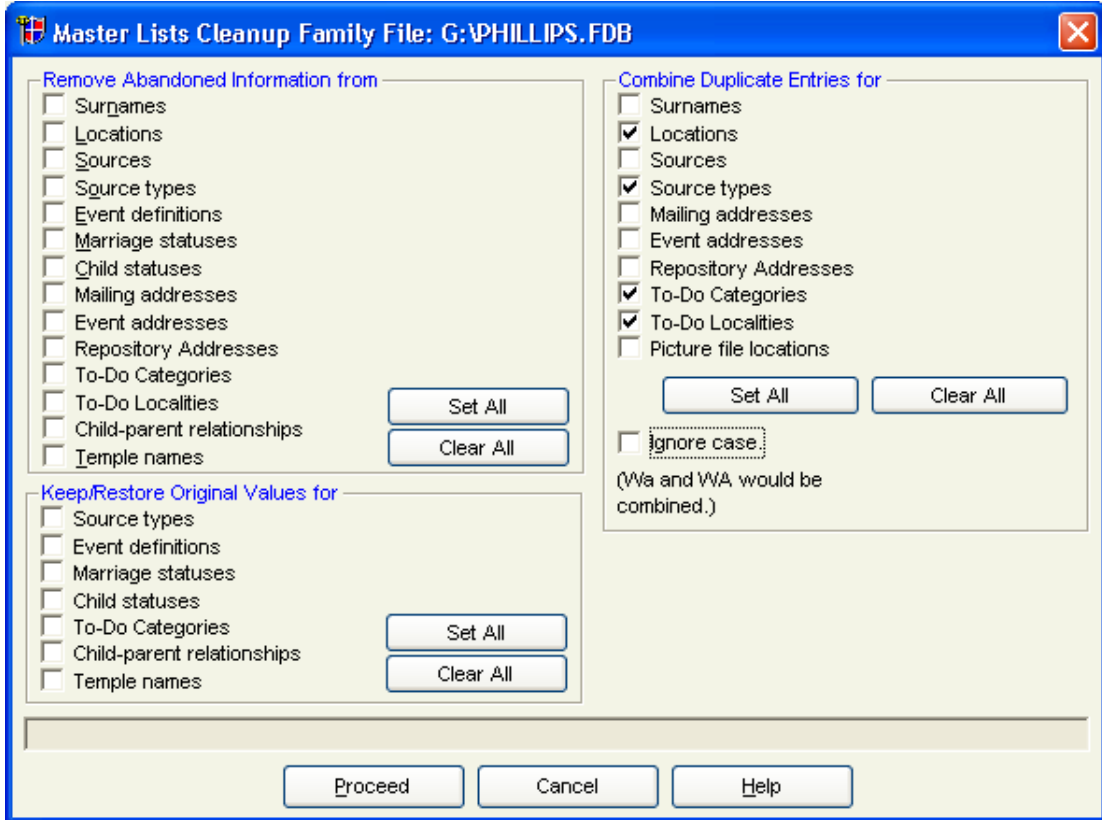 Master Lists Cleanup Family File: G:\PHILLIPS.FDB
Remove Abandoned Information from
Surnames
Locations
Sources
Source types
Event definitions
Marriage statuses
Child statuses
Mailing addresses
Event addresses
Repository Addresses
To-Do Categories
To-Do Localities
Child-parent relationships
Temple names
Set All
Clear All
Keep/Restore Original Values for
Source types
Event definitions
Marriage statuses
Child statuses
To-Do Categories
Child-parent relationships
Temple names
Set All
Clear All
Combine Duplicate Entries for
Surnames
Locations
Sources
Source types
Mailing addresses
Event addresses
Repository Addresses
To-Do Categories
To-Do Localities
Picture file locations
Set All
Clear All
Ignore case.
(Wa and WA would be
combined.)
Proceed
Cancel
Help